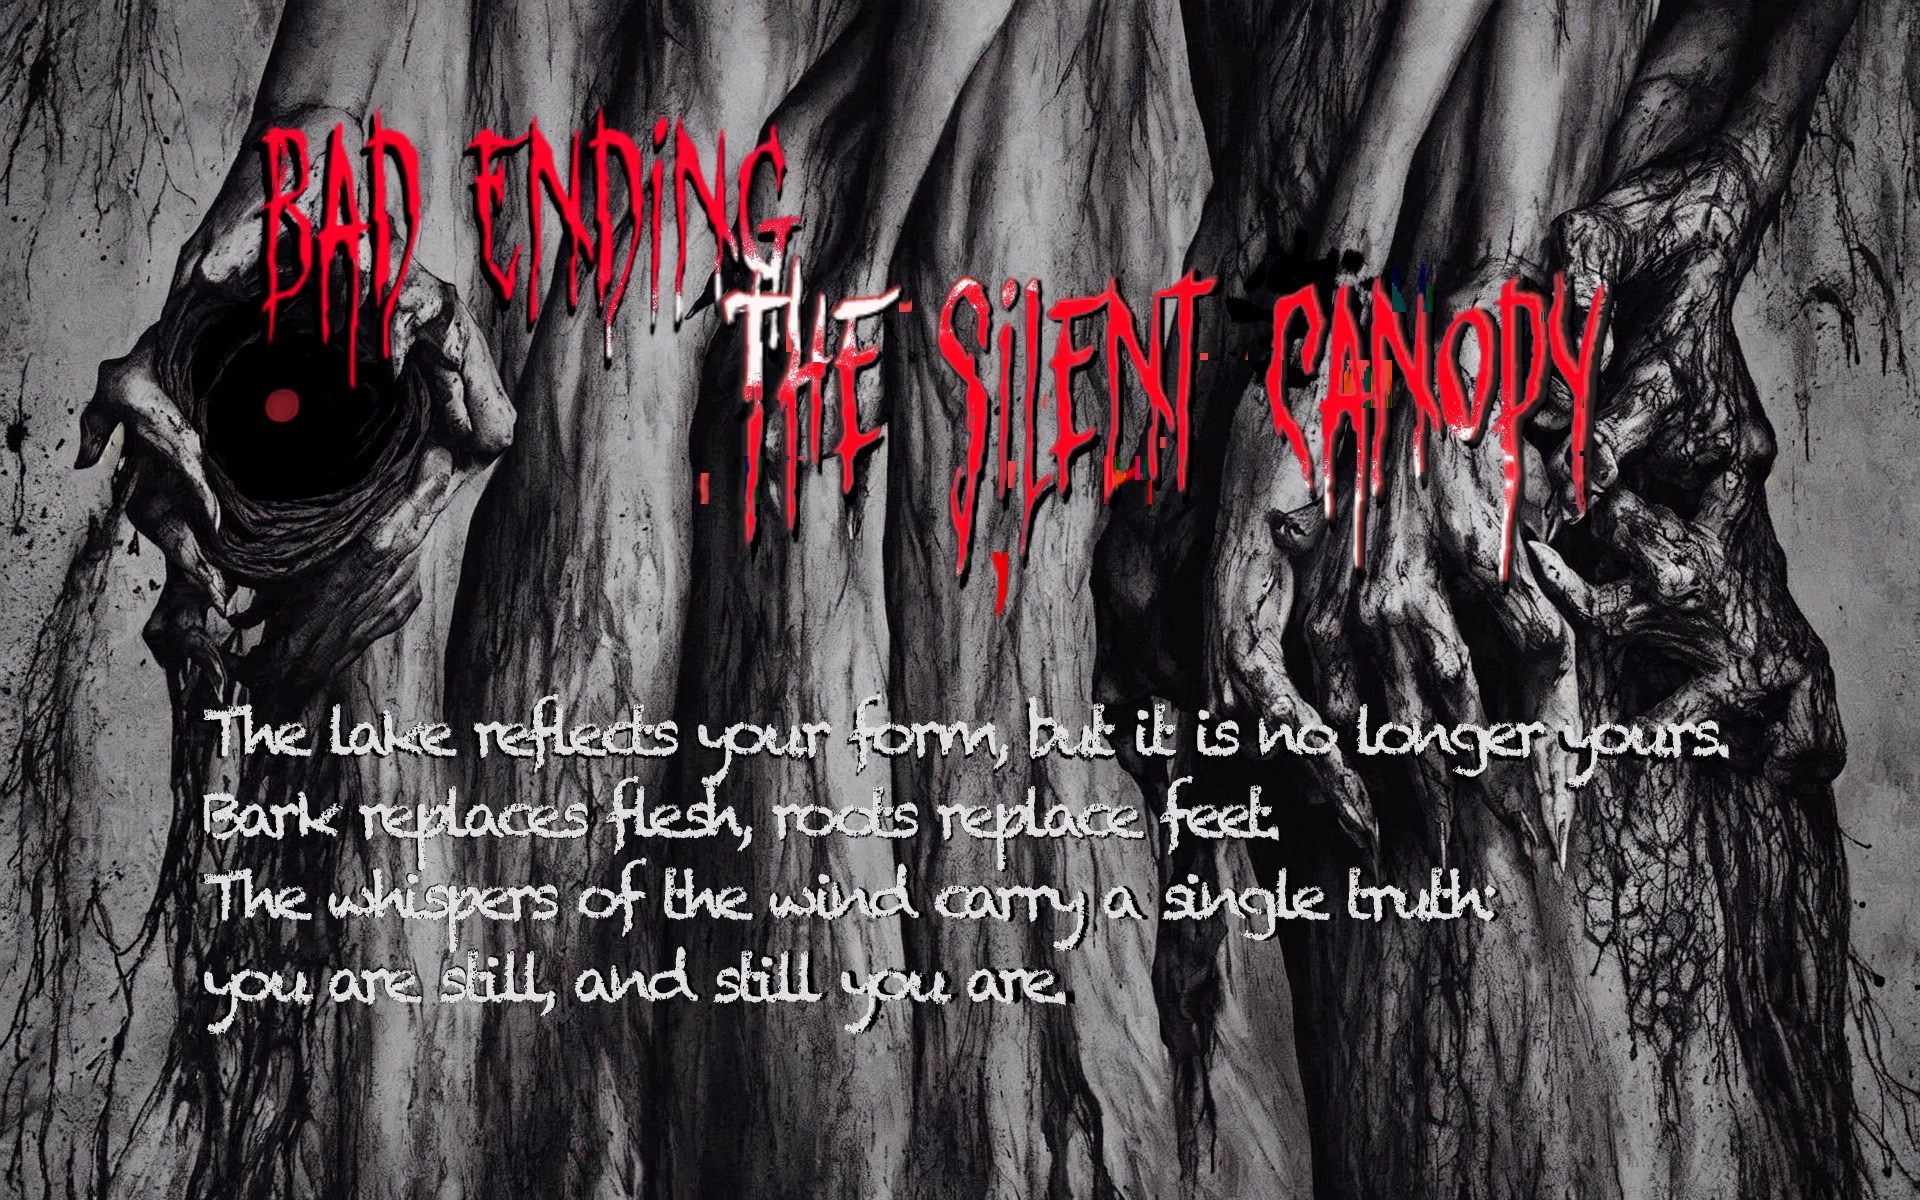 BAD ENDiNG
THE SiLENT CANOPY
The lake reflects your form, but it is no longer yours.
Bark replaces flesh, roots replace feet.
The whispers of the wind carry a single truth:
you are still, and still you are.